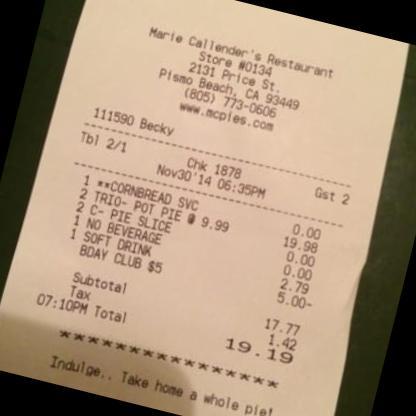 Marie Callender's Restaurant
Store #0134
2131 Price St.
Pismo Beach, CA 93449
(805) 773-0606
www.mcpies.com
111590 Becky
Tbl 2/1 Chk 1878 Gst 2
Nov30'14 06:35PM
1 **CORNBREAD SVC 0.00
2 TRIO- POT PIE @ 9.99 19.98
2 C- PIE SLICE 0.00
1 NO BEVERAGE 0.00
1 SOFT DRINK 2.79
BDAY CLUB $5 5.00-
Subtotal 17.77
Tax 1.42
07:10PM Total 19.19
*********************
Indulge.. Take home a whole pie!